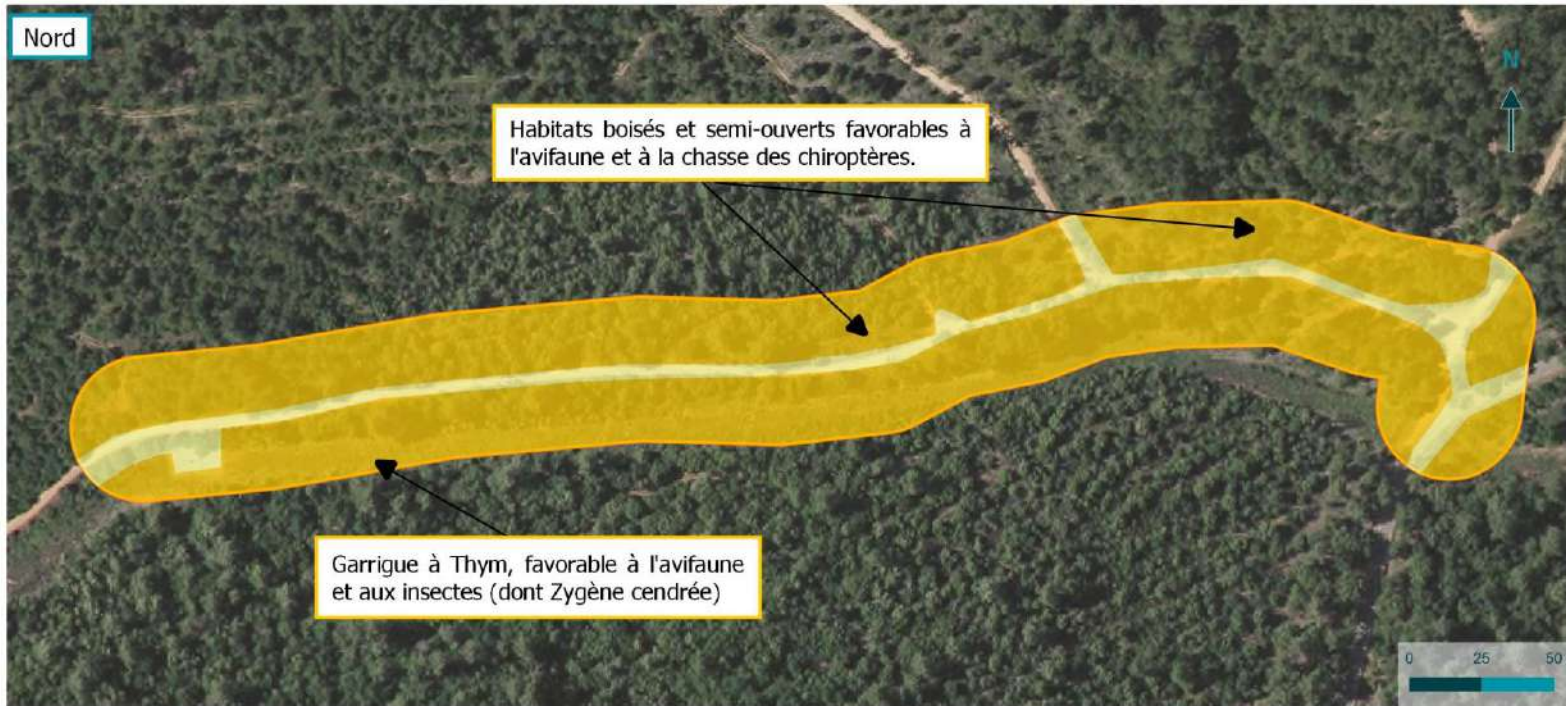 Nord
N
Habitats boisés et semi-ouverts favorables à
l'avifaune et à la chasse des chiroptères.
Garrigue à Thym, favorable à l'avifaune
et aux insectes (dont Zygène cendrée)
0 25 50